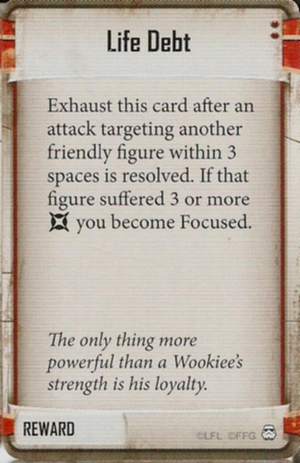 Life Debt
Exhaust this card after an
attack targeting another
friendly figure within 3
spaces is resolved. If that
figure suffered 3 or more
you become Focused.
The only thing more
powerful than a Wookiee's
strength is his loyalty.
REWARD
©LFL ©FFG